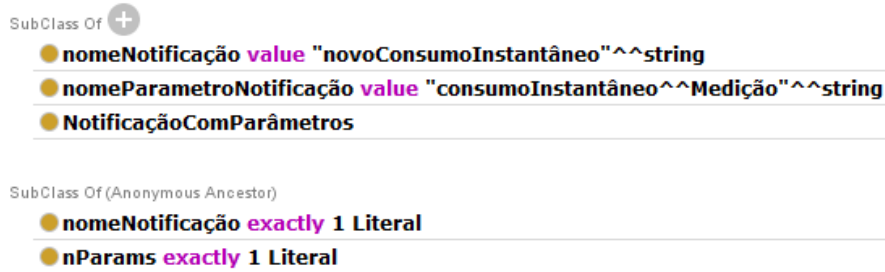 SubClass Of +
nomeNotificação value "novoConsumoInstantâneo"^^string
nomeParametroNotificação value "consumoInstantâneo^^Medição"^^string
NotificaçãoComParâmetros
SubClass Of (Anonymous Ancestor)
nomeNotificação exactly 1 Literal
nParams exactly 1 Literal